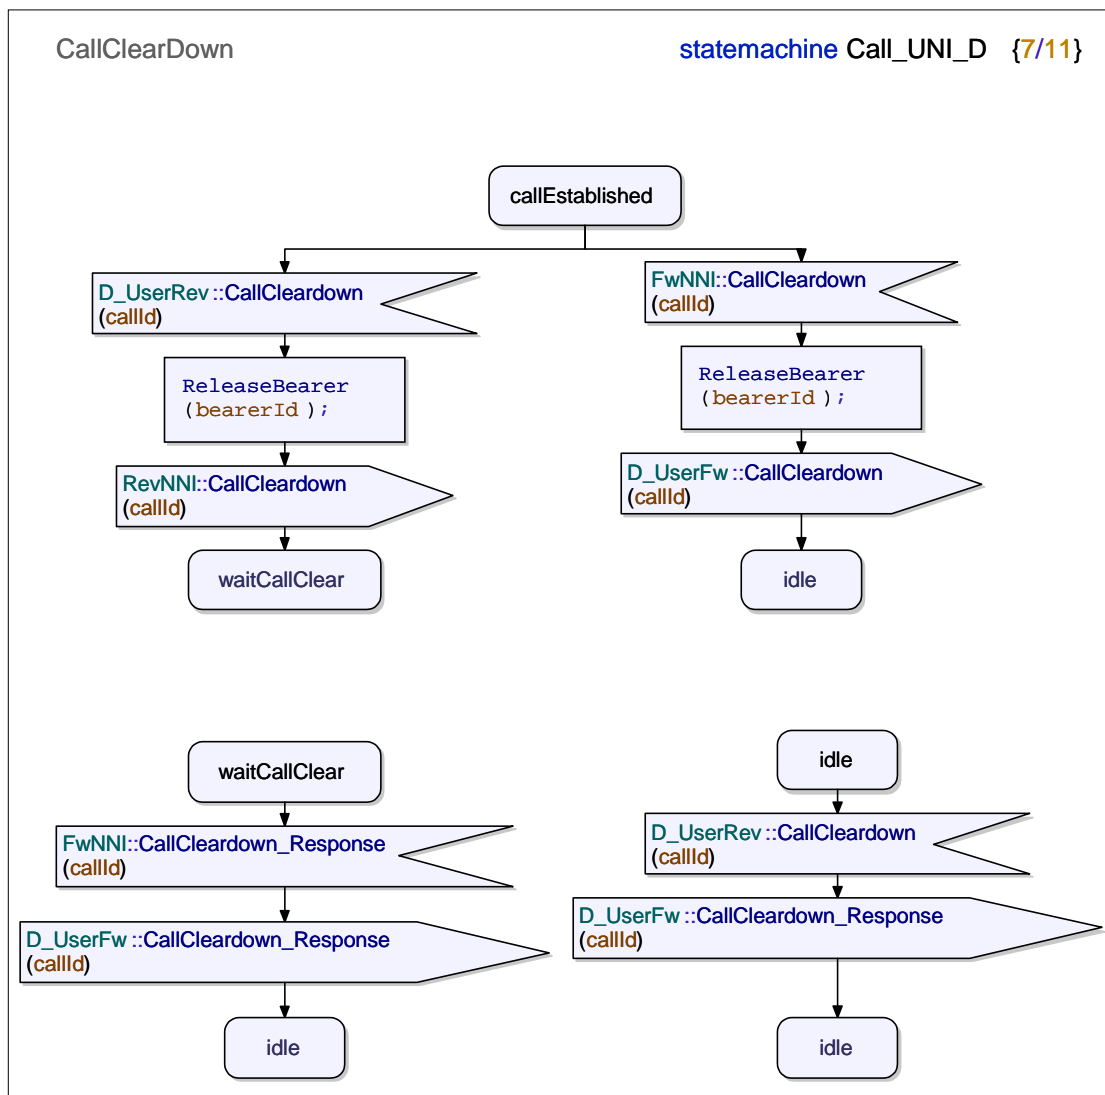 CallClearDown
statemachine Call_UNI_D {7/11}
callEstablished
D_UserRev::CallCleardown
(callId)
ReleaseBearer
(bearerId );
RevNNI::CallCleardown
(callId)
waitCallClear
FwNNI::CallCleardown
(callId)
ReleaseBearer
(bearerId );
D_UserFw::CallCleardown
(callId)
idle
waitCallClear
FwNNI::CallCleardown_Response
(callId)
D_UserFw::CallCleardown_Response
(callId)
idle
idle
D_UserRev::CallCleardown
(callId)
D_UserFw::CallCleardown_Response
(callId)
idle